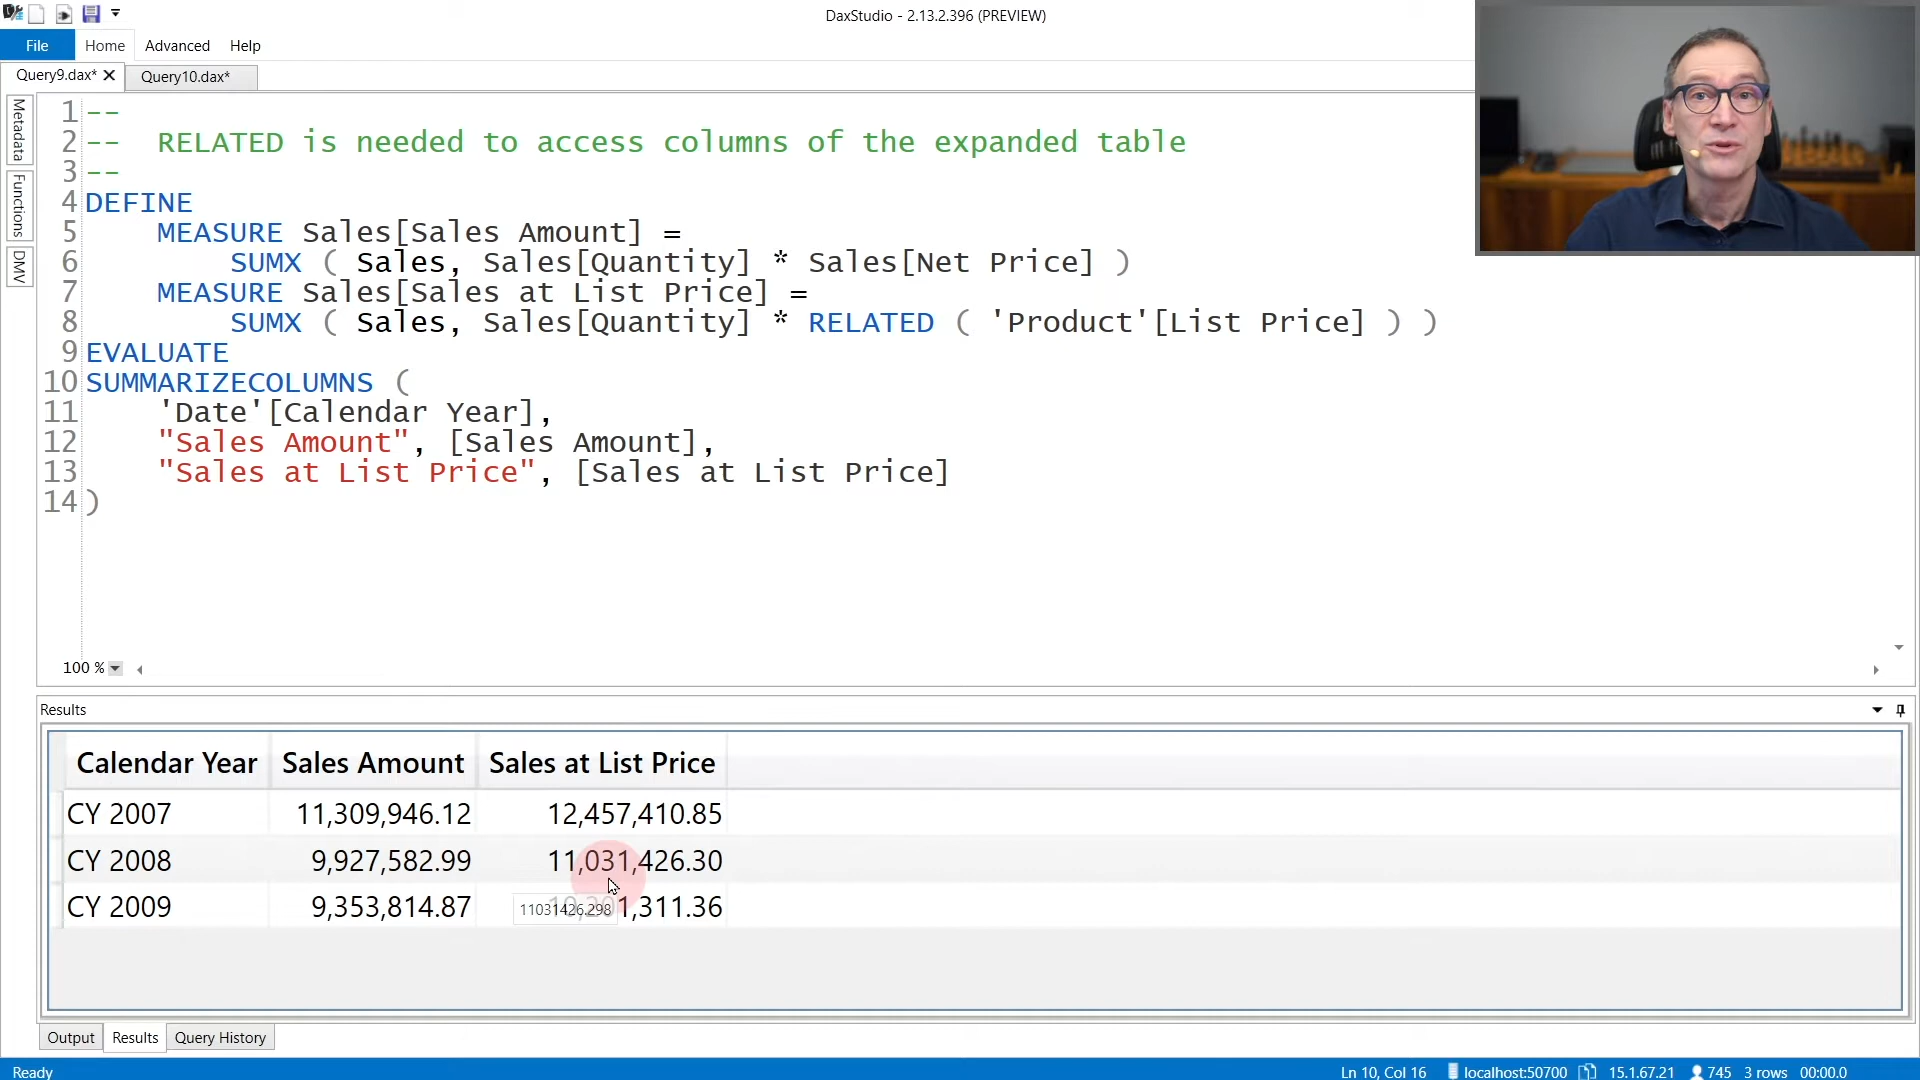 DaxStudio - 2.13.2.396 (PREVIEW)
File Home Advanced Help
Query9.dax* Query10.dax*
Metadata
Functions
DMV
1 --
2 -- RELATED is needed to access columns of the expanded table
3 --
4 DEFINE
5 MEASURE Sales[Sales Amount] =
6 SUMX ( Sales, Sales[Quantity] * Sales[Net Price] )
7 MEASURE Sales[Sales at List Price] =
8 SUMX ( Sales, Sales[Quantity] * RELATED ( 'Product'[List Price] ) )
9 EVALUATE
10 SUMMARIZECOLUMNS (
11 'Date'[Calendar Year],
12 "Sales Amount", [Sales Amount],
13 "Sales at List Price", [Sales at List Price]
14 )
100 %
Results
Calendar Year Sales Amount Sales at List Price
CY 2007 11,309,946.12 12,457,410.85
CY 2008 9,927,582.99 11,031,426.30
CY 2009 9,353,814.87 10,201,311.36
11031426.298
Output Results Query History
Ready Ln 10, Col 16 localhost:50700 15.1.67.21 745 3 rows 00:00.0